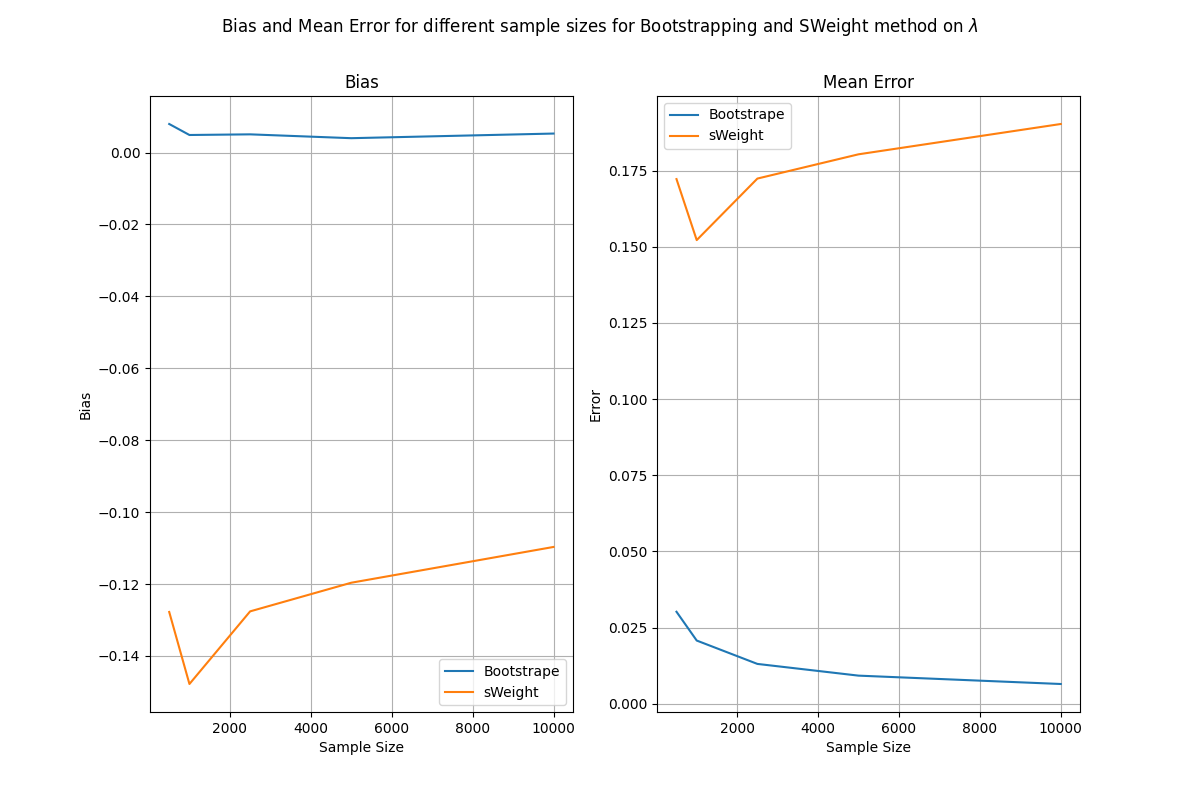 Bias and Mean Error for different sample sizes for Bootstrapping and SWeight method on λ
Bias
0.00
−0.02
−0.04
−0.06
−0.08
−0.10
−0.12
−0.14
Bias
2000 4000 6000 8000 10000
Sample Size
Bootstrape
sWeight
Mean Error
Bootstrape
sWeight
0.175
0.150
0.125
0.100
0.075
0.050
0.025
0.000
Error
2000 4000 6000 8000 10000
Sample Size